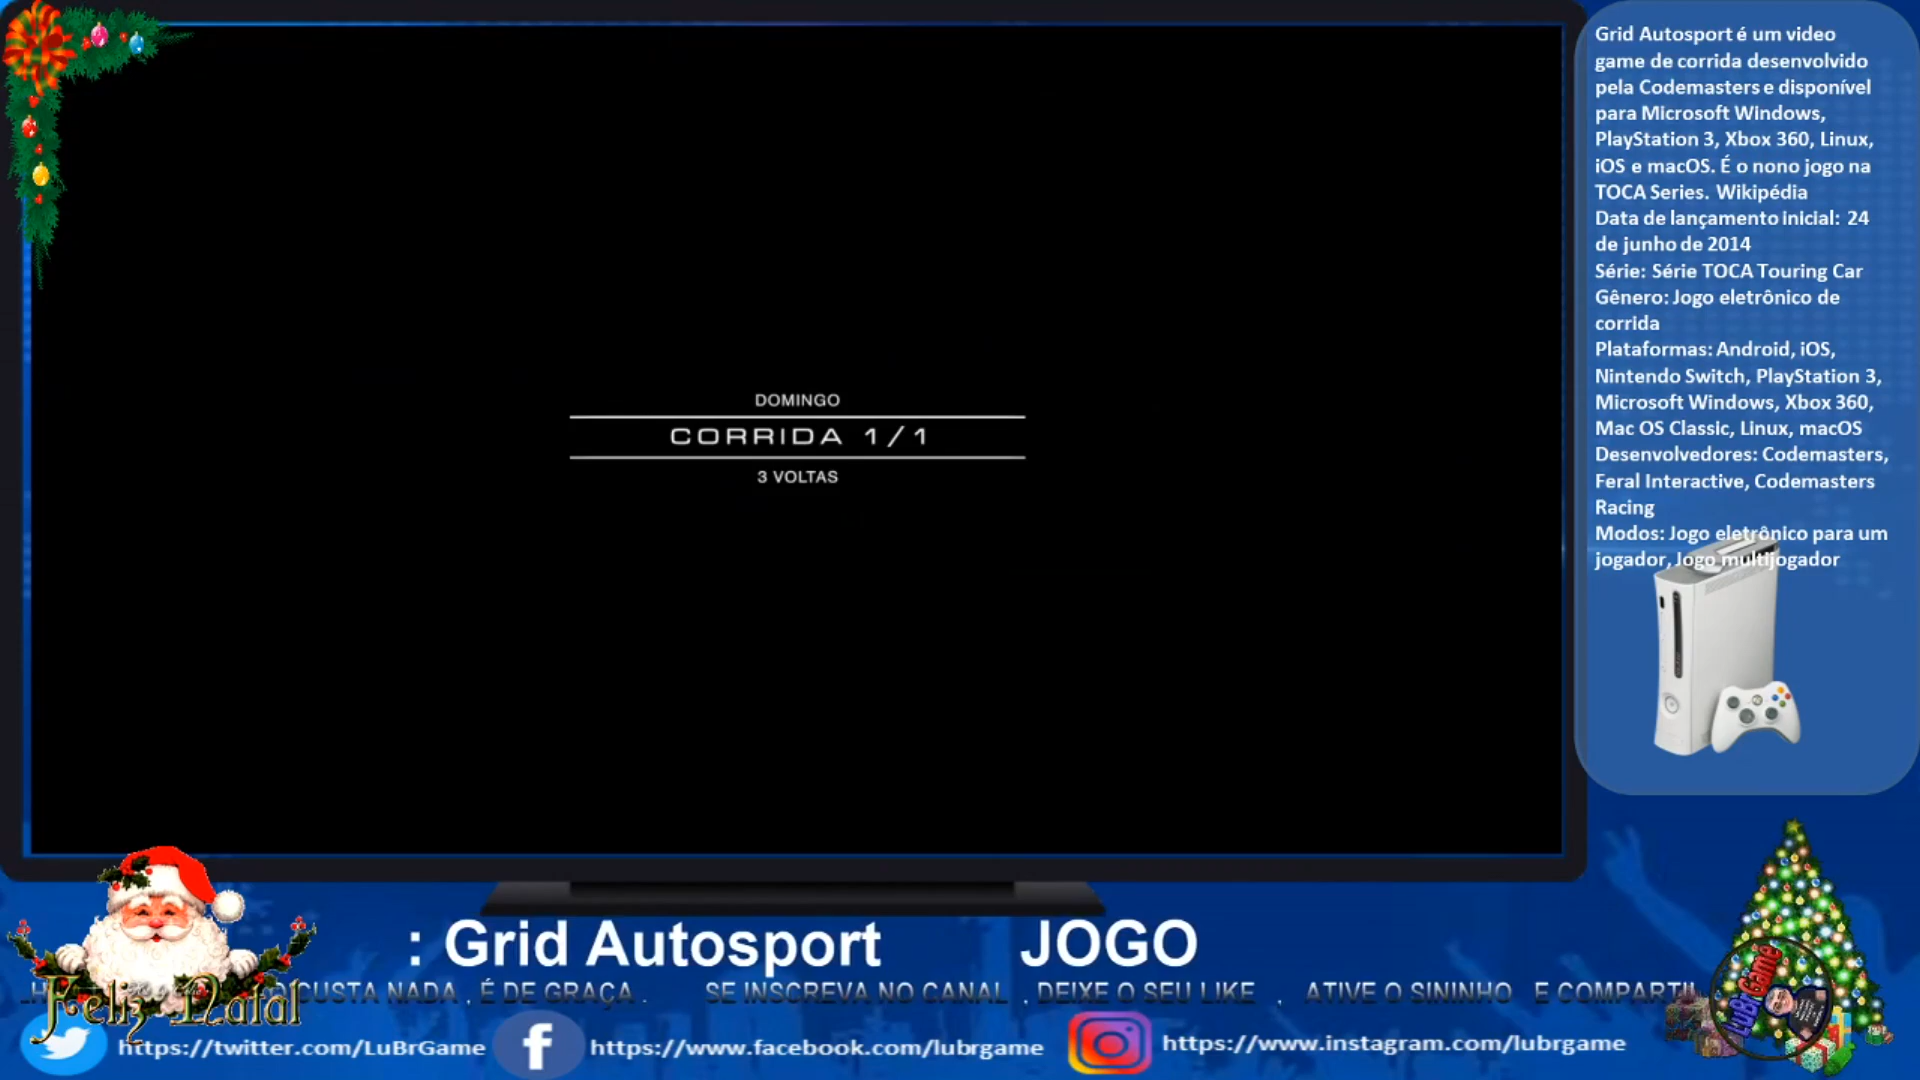 Grid Autosport é um video
game de corrida desenvolvido
pela Codemasters e disponível
para Microsoft Windows,
PlayStation 3, Xbox 360, Linux,
iOS e macOS. É o nono jogo na
TOCA Series. Wikipédia
Data de lançamento inicial: 24
de junho de 2014
Série: Série TOCA Touring Car
Gênero: Jogo eletrônico de
corrida
Plataformas: Android, iOS,
Nintendo Switch, PlayStation 3,
Microsoft Windows, Xbox 360,
Mac OS Classic, Linux, macOS
Desenvolvedores: Codemasters,
Feral Interactive, Codemasters
Racing
Modos: Jogo eletrônico para um
jogador, Jogo multijogador
DOMINGO
CORRIDA 1/1
3 VOLTAS
: Grid Autosport JOGO
CUSTA NADA , É DE GRAÇA . SE INSCREVA NO CANAL , DEIXE O SEU LIKE , ATIVE O SININHO E COMPARTIL
Feliz Natal
LuBrGame
https://twitter.com/LuBrGame https://www.facebook.com/lubrgame https://www.instagram.com/lubrgame